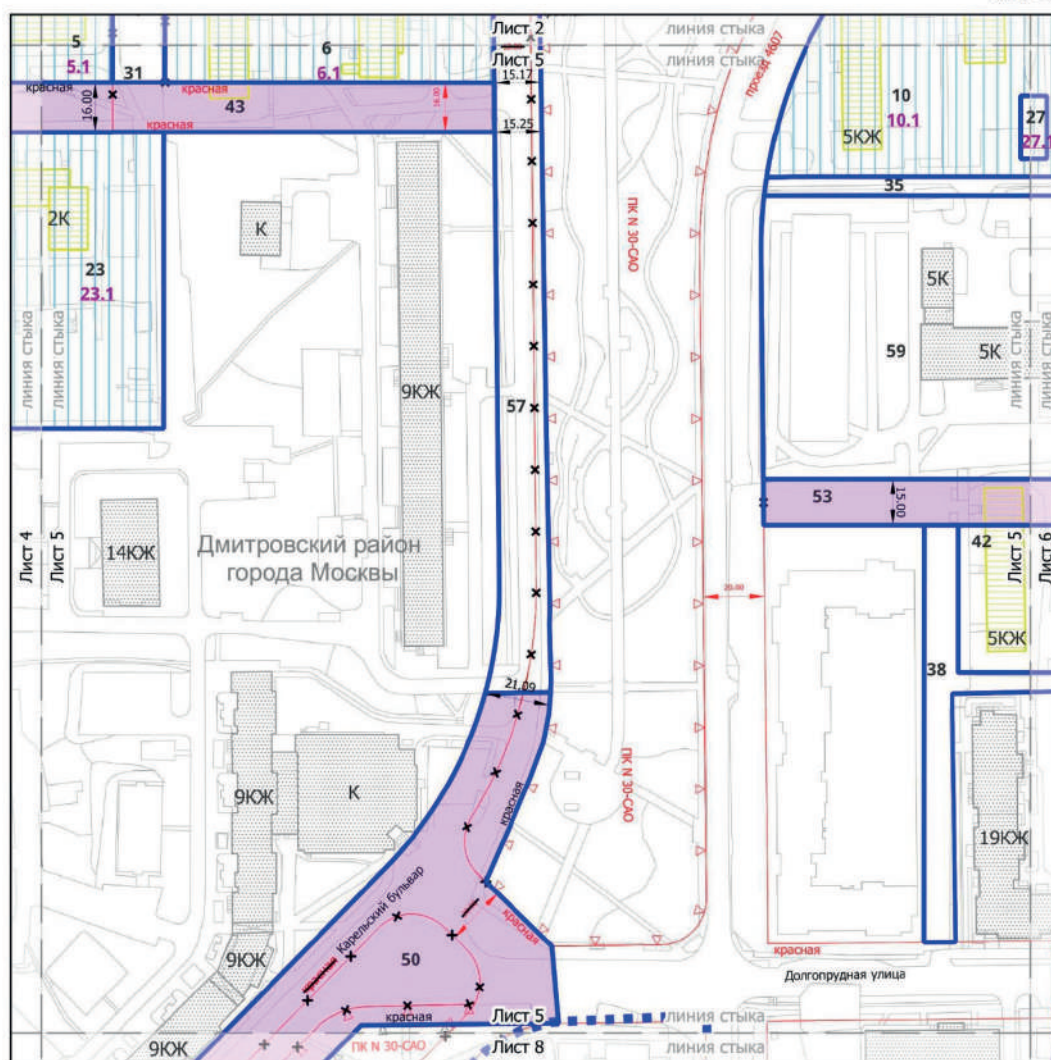 Лист 2
линия стыка
Лист 5
линия стыка
5
5.1
31
6
6.1
15.17
красная
красная
16.00
43
16.00
красная
15.25
проезд 4607
10
10.1
5КЖ
27
27.1
35
2К
К
ПК N 30-САО
23
23.1
линия стыка
линия стыка
9КЖ
57
5К
59
5К
линия стыка
линия стыка
53
15.00
14КЖ
Дмитровский район
города Москвы
Лист 4
Лист 5
42
Лист 5
Лист 6
20.00
5КЖ
38
21.09
ПК N 30-САО
красная
9КЖ
К
19КЖ
Карельский бульвар
красная
красная
Долгопрудная улица
9КЖ
50
красная
Лист 5
линия стыка
9КЖ
ПК N 30-САО
Лист 8
линия стыка